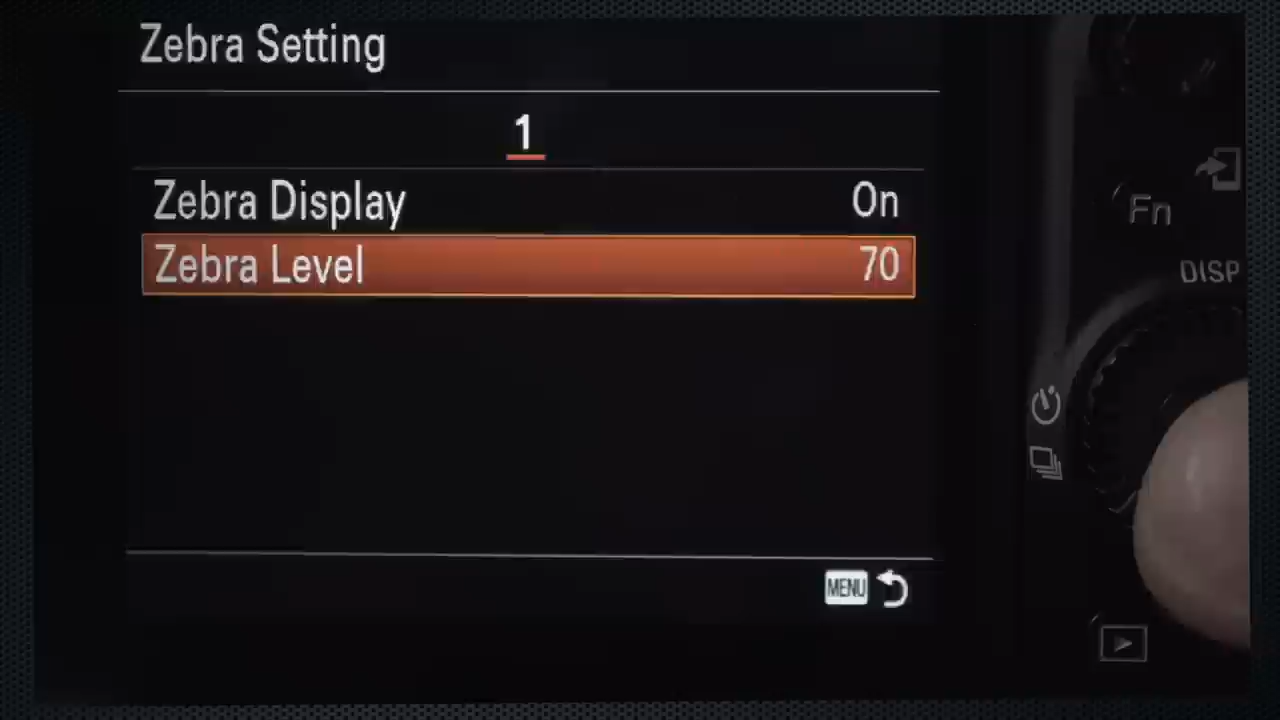 Zebra Setting
1
Zebra Display On
Zebra Level 70
Fn
DISP
MENU